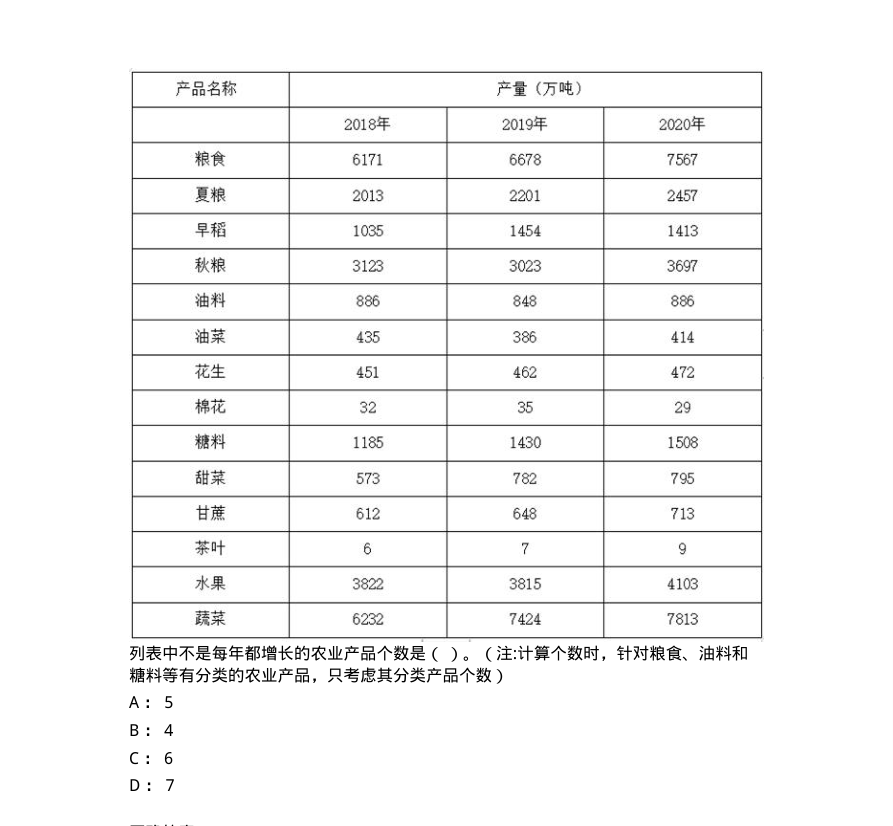 产品名称 产量（万吨）
2018年 2019年 2020年
粮食 6171 6678 7567
夏粮 2013 2201 2457
早稻 1035 1454 1413
秋粮 3123 3023 3697
油料 886 848 886
油菜 435 386 414
花生 451 462 472
棉花 32 35 29
糖料 1185 1430 1508
甜菜 573 782 795
甘蔗 612 648 713
茶叶 6 7 9
水果 3822 3815 4103
蔬菜 6232 7424 7813
列表中不是每年都增长的农业产品个数是（ ）。（注:计算个数时，针对粮食、油料和
糖料等有分类的农业产品，只考虑其分类产品个数）
A： 5
B： 4
C： 6
D： 7